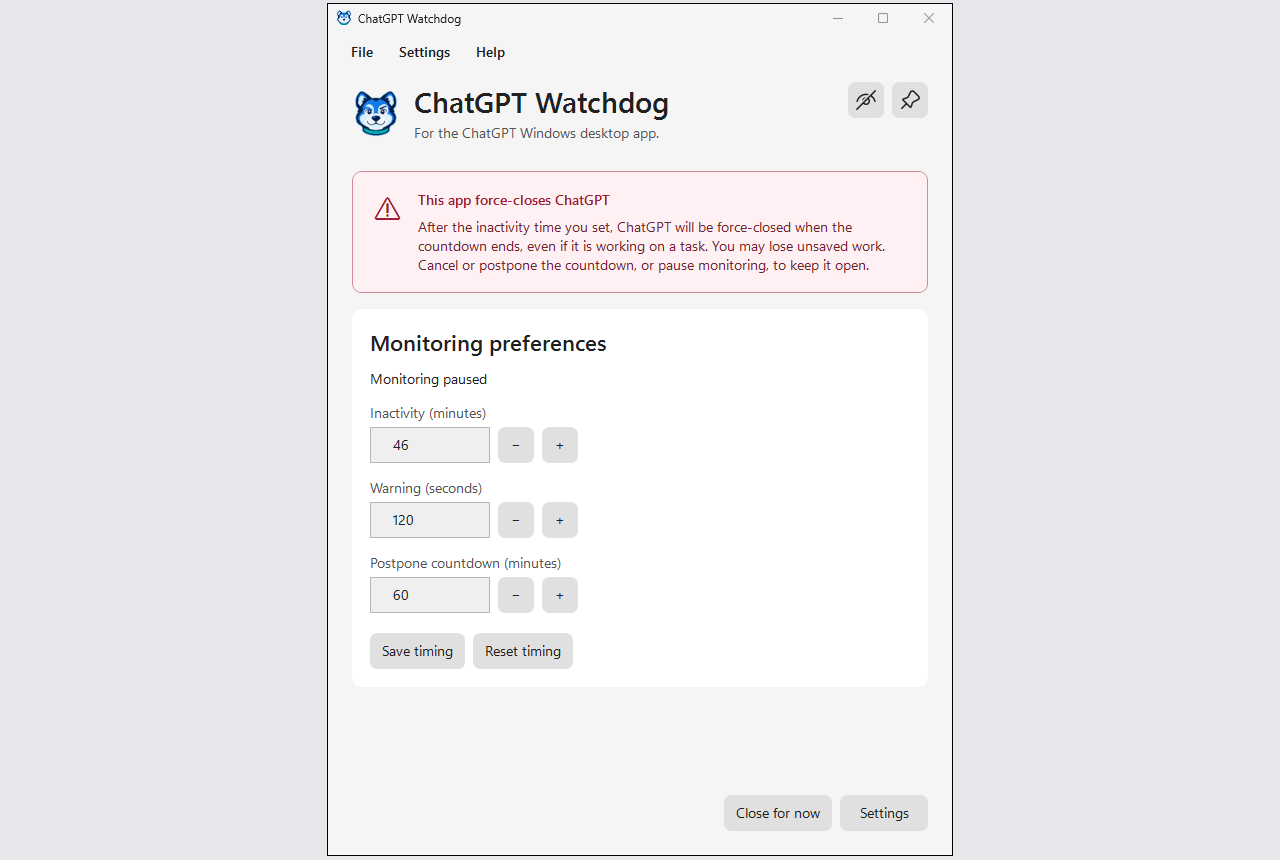 ChatGPT Watchdog
File Settings Help
ChatGPT Watchdog
For the ChatGPT Windows desktop app.
This app force-closes ChatGPT
After the inactivity time you set, ChatGPT will be force-closed when the
countdown ends, even if it is working on a task. You may lose unsaved work.
Cancel or postpone the countdown, or pause monitoring, to keep it open.
Monitoring preferences
Monitoring paused
Inactivity (minutes)
46 − +
Warning (seconds)
120 − +
Postpone countdown (minutes)
60 − +
Save timing Reset timing
Close for now Settings